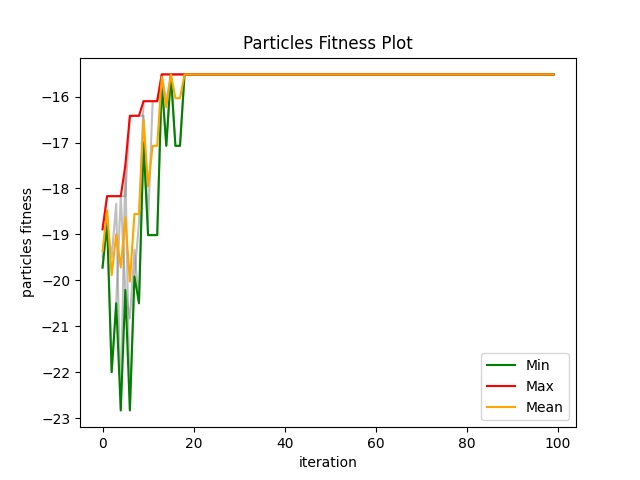 Particles Fitness Plot
particles fitness
−16
−17
−18
−19
−20
−21
−22
−23
0 20 40 60 80 100
iteration
Min
Max
Mean